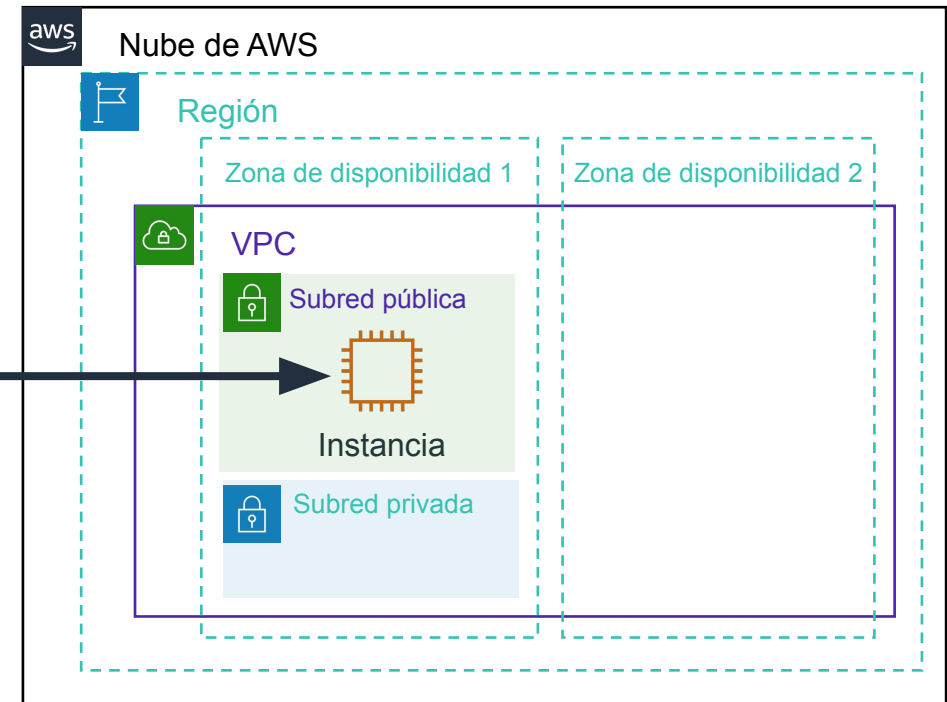 aws
Nube de AWS
Región
Zona de disponibilidad 1
Zona de disponibilidad 2
VPC
Subred pública
Instancia
Subred privada